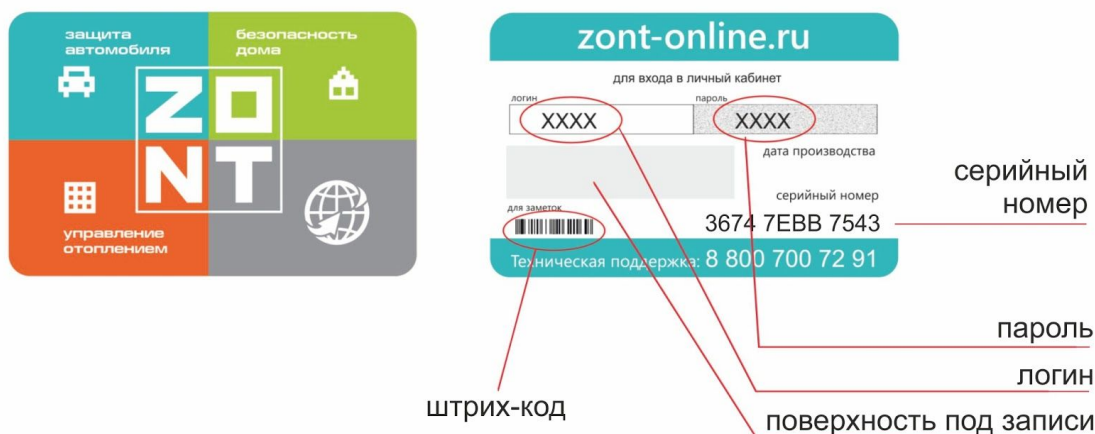 защита
автомобиля
безопасность
дома
ZO
NT
управление
отоплением
zont-online.ru
для входа в личный кабинет
логин
пароль
XXXX
XXXX
дата производства
серийный номер
для заметок
3674 7EBB 7543
Техническая поддержка: 8 800 700 72 91
серийный
номер
пароль
логин
штрих-код
поверхность под записи